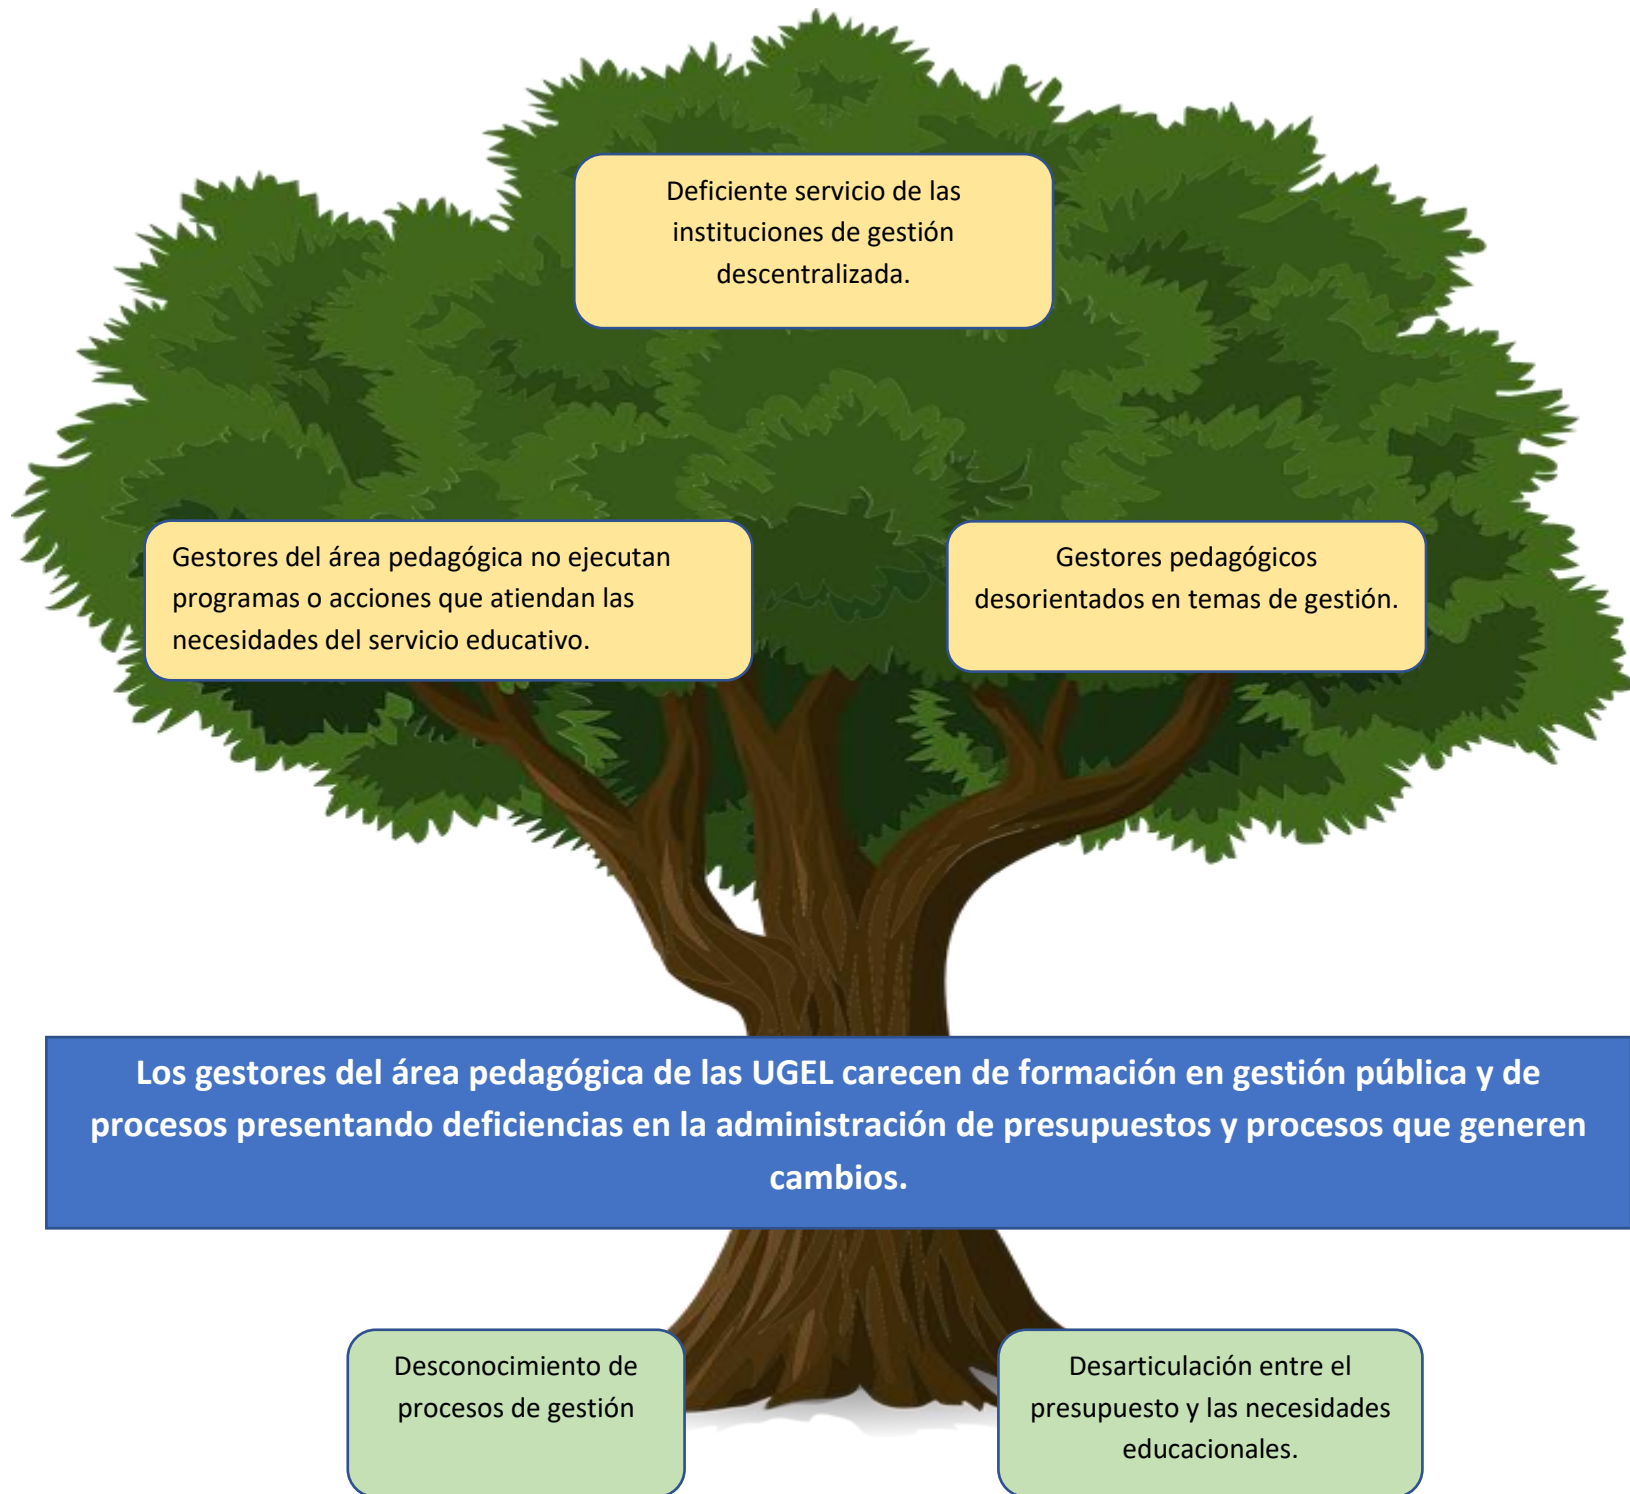 Deficiente servicio de las
instituciones de gestión
descentralizada.
Gestores del área pedagógica no ejecutan
programas o acciones que atiendan las
necesidades del servicio educativo.
Gestores pedagógicos
desorientados en temas de gestión.
Los gestores del área pedagógica de las UGEL carecen de formación en gestión pública y de
procesos presentando deficiencias en la administración de presupuestos y procesos que generen
cambios.
Desconocimiento de
procesos de gestión
Desarticulación entre el
presupuesto y las necesidades
educacionales.